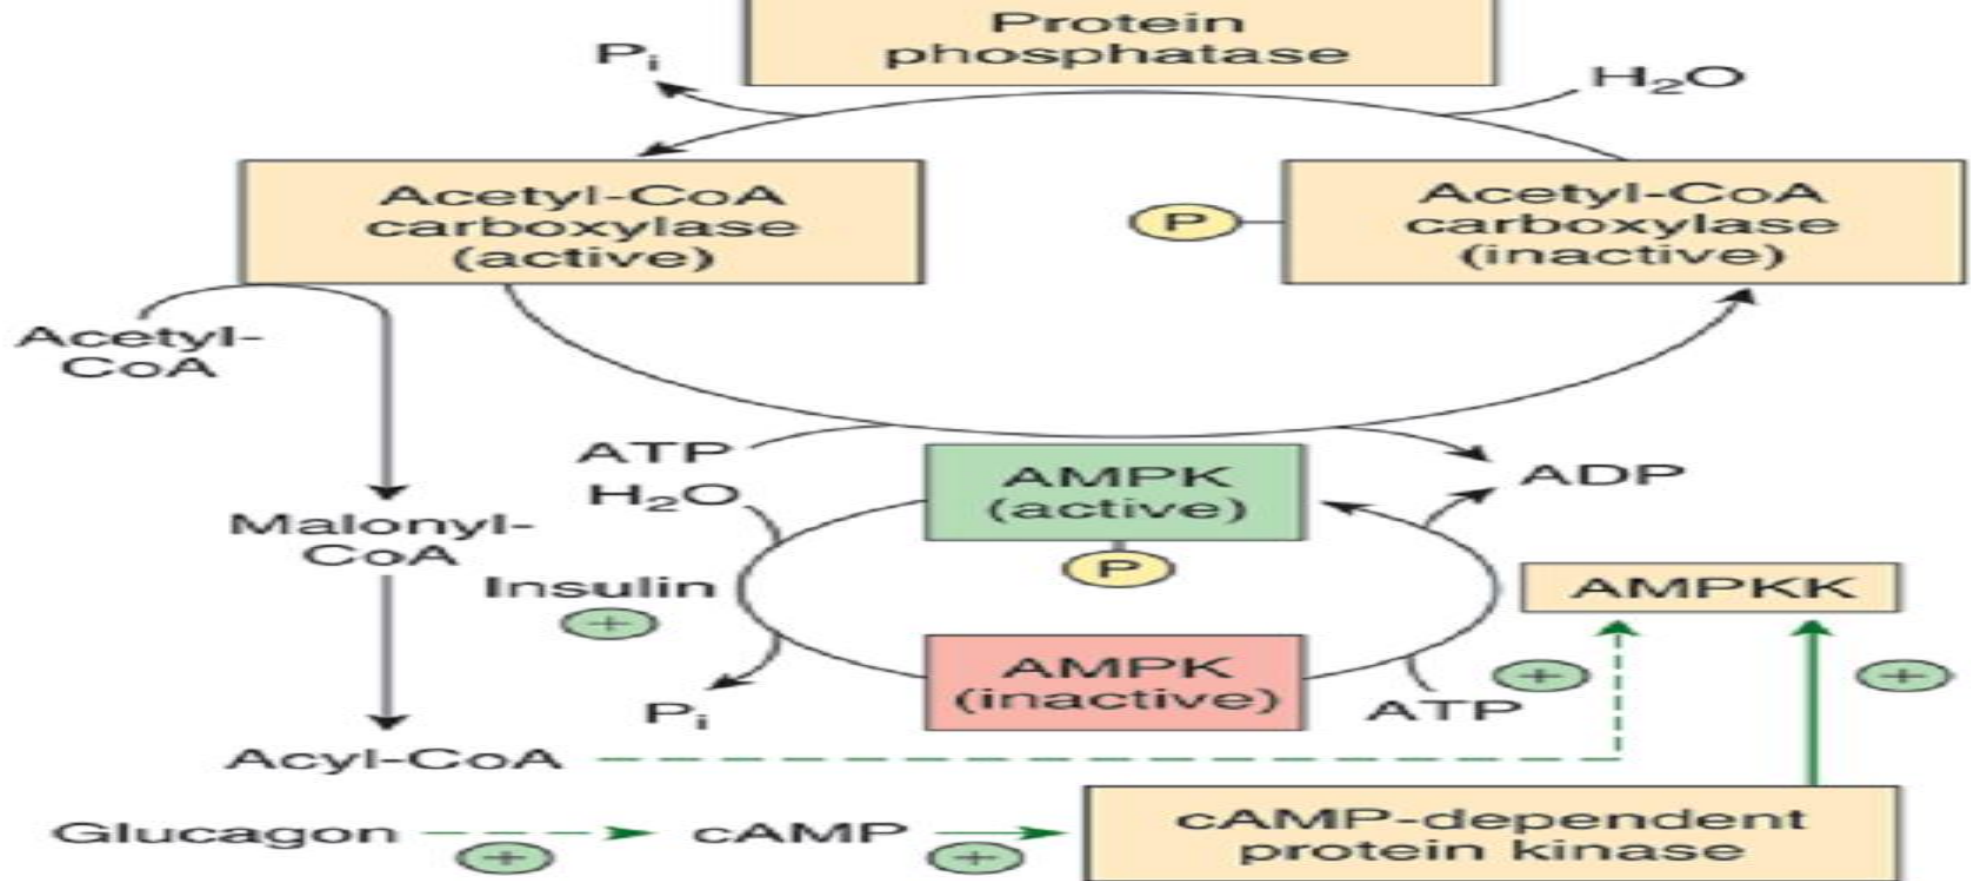 Protein
phosphatase
Pi
H2O
Acetyl-CoA
carboxylase
(active)
P
Acetyl-CoA
carboxylase
(inactive)
Acetyl-
CoA
ATP
H2O
AMPK
(active)
ADP
Malonyl-
CoA
Insulin
+
P
AMPKK
AMPK
(inactive)
Pi
ATP
+
+
Acyl-CoA
Glucagon
+
cAMP
+
cAMP-dependent
protein kinase